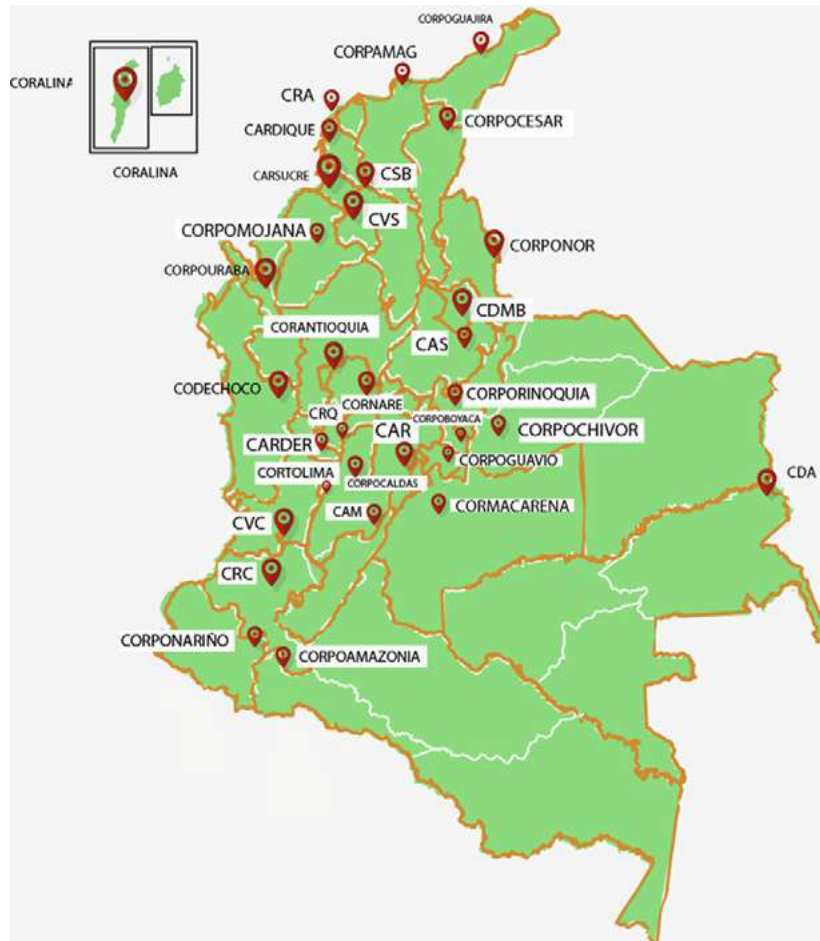 CORPOGUAJIRA
CORPAMAG
CORALINA
CRA
CORPOCESAR
CARDIQUE
CORALINA
CARSUCRE
CSB
CVS
CORPOMOJANA
CORPONOR
CORPOURABA
CDMB
CORANTIOQUIA
CAS
CODECHOCO
CORNARE
CORPORINOQUIA
CRQ
CORPOBOYACA
CORPOCHIVOR
CARDER
CAR
CORPOGUAVIO
CORTOLIMA
CORPOCALDAS
CDA
CAM
CORMACARENA
CVC
CRC
CORPONARIÑO
CORPOAMAZONIA